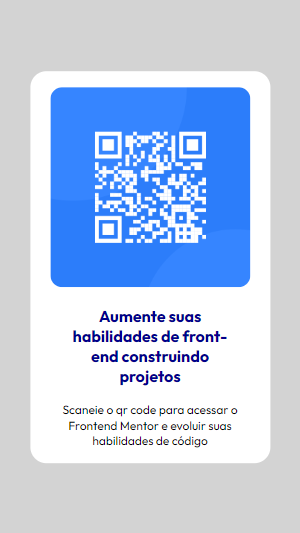 Aumente suas
habilidades de front-
end construindo
projetos
Scaneie o qr code para acessar o
Frontend Mentor e evoluir suas
habilidades de código